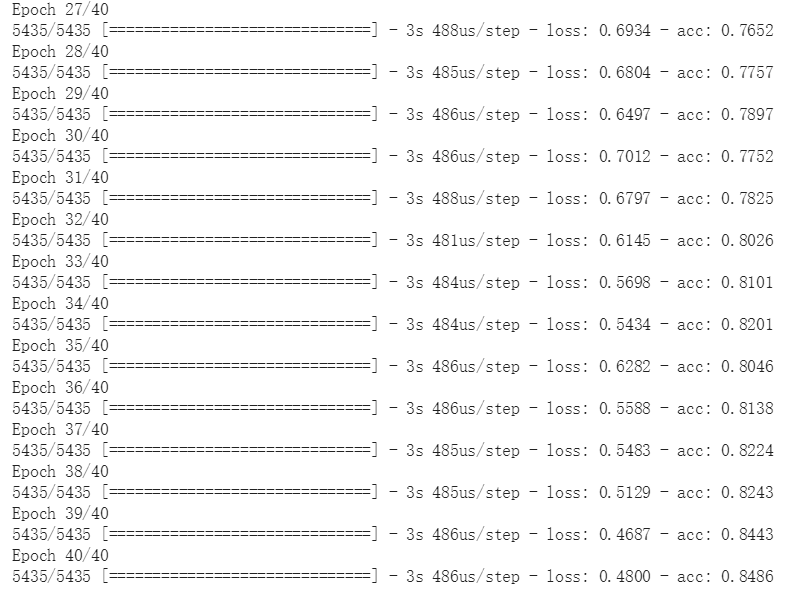 Epoch 27/40
5435/5435 [==============================] - 3s 488us/step - loss: 0.6934 - acc: 0.7652
Epoch 28/40
5435/5435 [==============================] - 3s 485us/step - loss: 0.6804 - acc: 0.7757
Epoch 29/40
5435/5435 [==============================] - 3s 486us/step - loss: 0.6497 - acc: 0.7897
Epoch 30/40
5435/5435 [==============================] - 3s 486us/step - loss: 0.7012 - acc: 0.7752
Epoch 31/40
5435/5435 [==============================] - 3s 488us/step - loss: 0.6797 - acc: 0.7825
Epoch 32/40
5435/5435 [==============================] - 3s 481us/step - loss: 0.6145 - acc: 0.8026
Epoch 33/40
5435/5435 [==============================] - 3s 484us/step - loss: 0.5698 - acc: 0.8101
Epoch 34/40
5435/5435 [==============================] - 3s 484us/step - loss: 0.5434 - acc: 0.8201
Epoch 35/40
5435/5435 [==============================] - 3s 486us/step - loss: 0.6282 - acc: 0.8046
Epoch 36/40
5435/5435 [==============================] - 3s 486us/step - loss: 0.5588 - acc: 0.8138
Epoch 37/40
5435/5435 [==============================] - 3s 485us/step - loss: 0.5483 - acc: 0.8224
Epoch 38/40
5435/5435 [==============================] - 3s 485us/step - loss: 0.5129 - acc: 0.8243
Epoch 39/40
5435/5435 [==============================] - 3s 486us/step - loss: 0.4687 - acc: 0.8443
Epoch 40/40
5435/5435 [==============================] - 3s 486us/step - loss: 0.4800 - acc: 0.8486